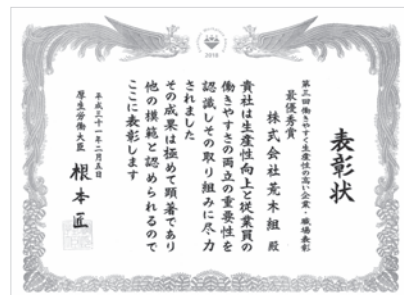 2018
表彰状
第三回働きやすく生産性の高い企業・職場表彰
最優秀賞
株式会社荒木組殿
貴社は生産性向上と従業員の
働きやすさの両立の重要性を
認識しその取り組みに尽力
されました
その成果は極めて顕著であり
他の模範と認められるので
ここに表彰します
平成三十一年二月五日
厚生労働大臣 根本匠